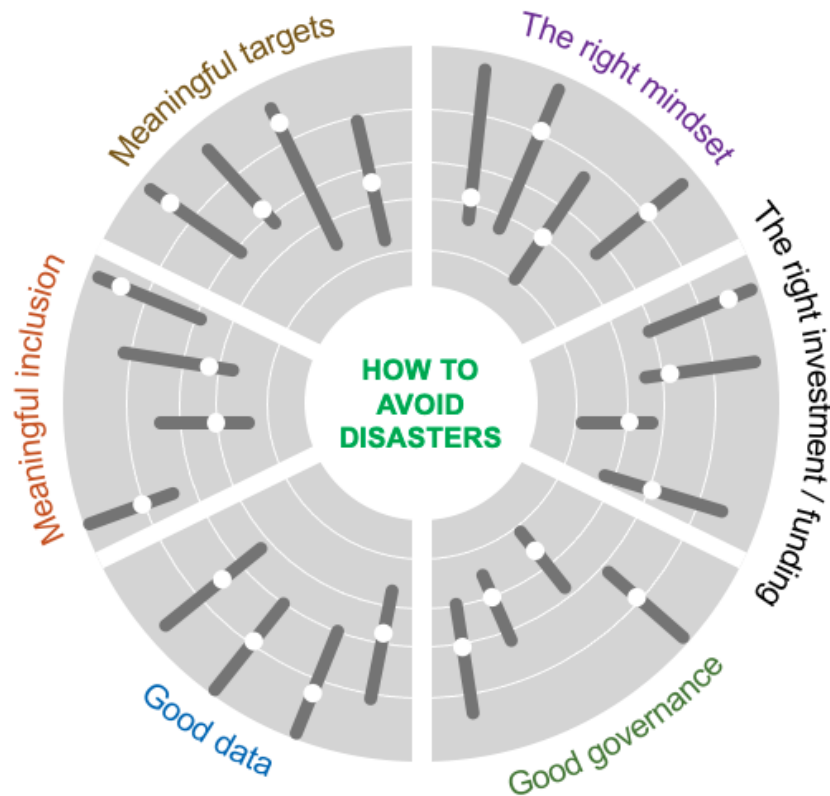 Meaningful targets
The right mindset
The right investment / funding
Meaningful inclusion
HOW TO
AVOID
DISASTERS
Good data
Good governance